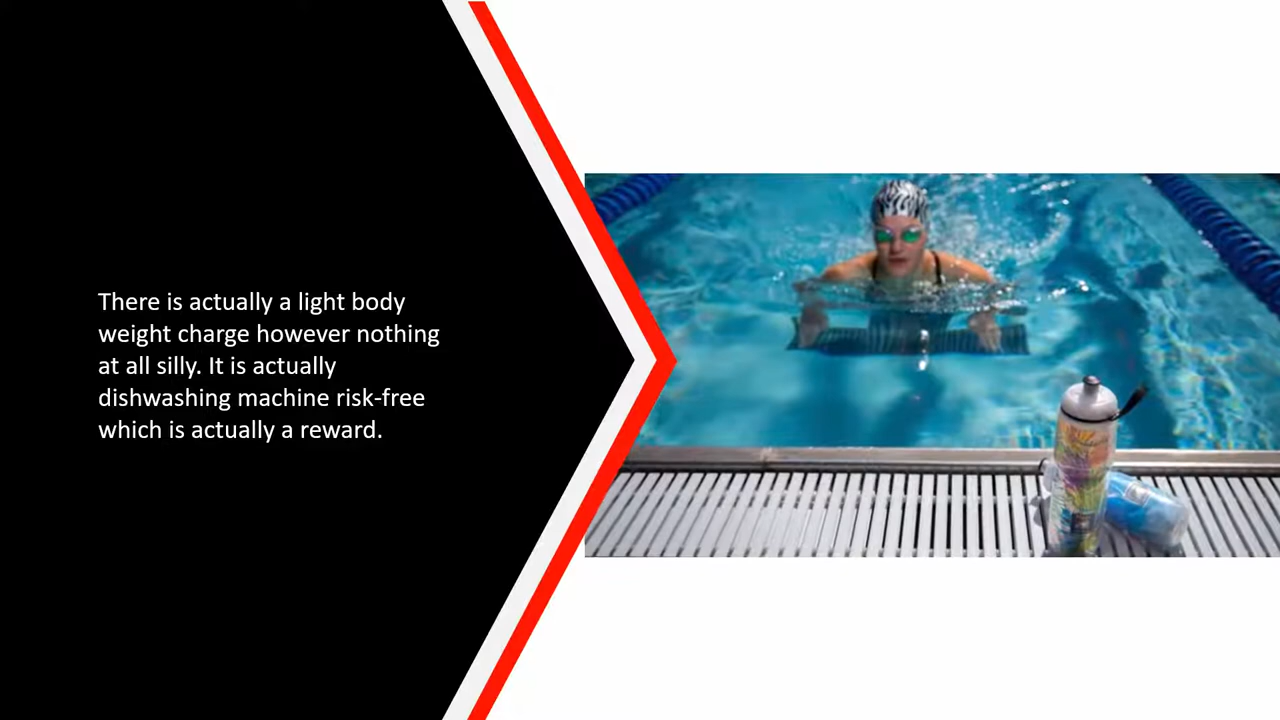 There is actually a light body
weight charge however nothing
at all silly. It is actually
dishwashing machine risk-free
which is actually a reward.